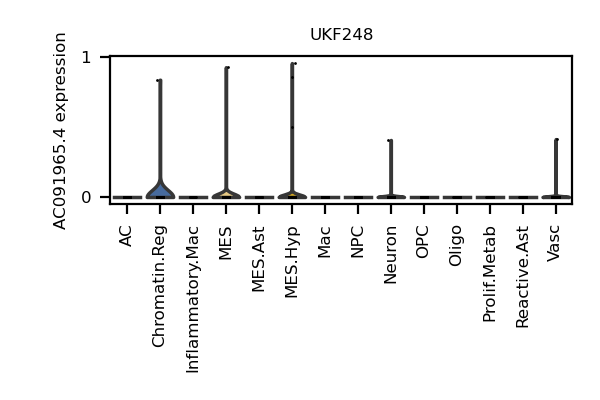 UKF248
AC091965.4 expression
1
0
AC
Chromatin.Reg
Inflammatory.Mac
MES
MES.Ast
MES.Hyp
Mac
NPC
Neuron
OPC
Oligo
Prolif.Metab
Reactive.Ast
Vasc